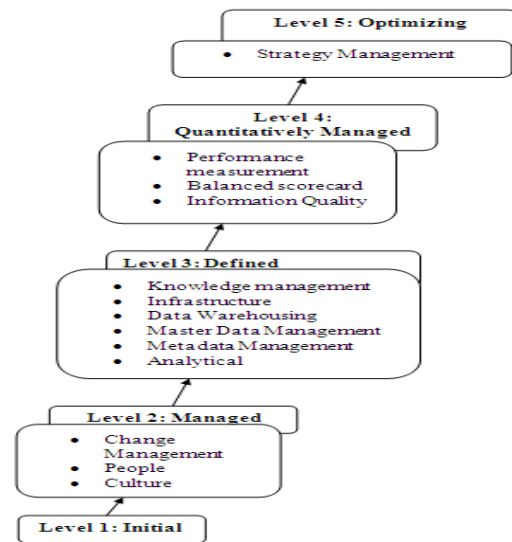 Level 5: Optimizing
• Strategy Management
Level 4:
Quantitatively Managed
• Performance
measurement
• Balanced scorecard
• Information Quality
Level 3: Defined
• Knowledge management
• Infrastructure
• Data Warehousing
• Master Data Management
• Metadata Management
• Analytical
Level 2: Managed
• Change
Management
• People
• Culture
Level 1: Initial